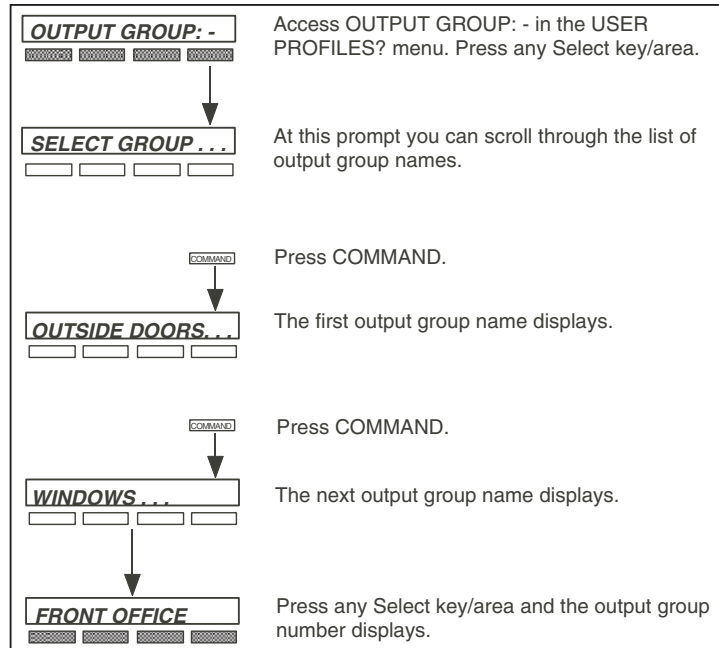 OUTPUT GROUP: -
Access OUTPUT GROUP: - in the USER
PROFILES? menu. Press any Select key/area.
SELECT GROUP . . .
At this prompt you can scroll through the list of
output group names.
COMMAND
Press COMMAND.
OUTSIDE DOORS. . .
The first output group name displays.
COMMAND
Press COMMAND.
WINDOWS . . .
The next output group name displays.
FRONT OFFICE
Press any Select key/area and the output group
number displays.